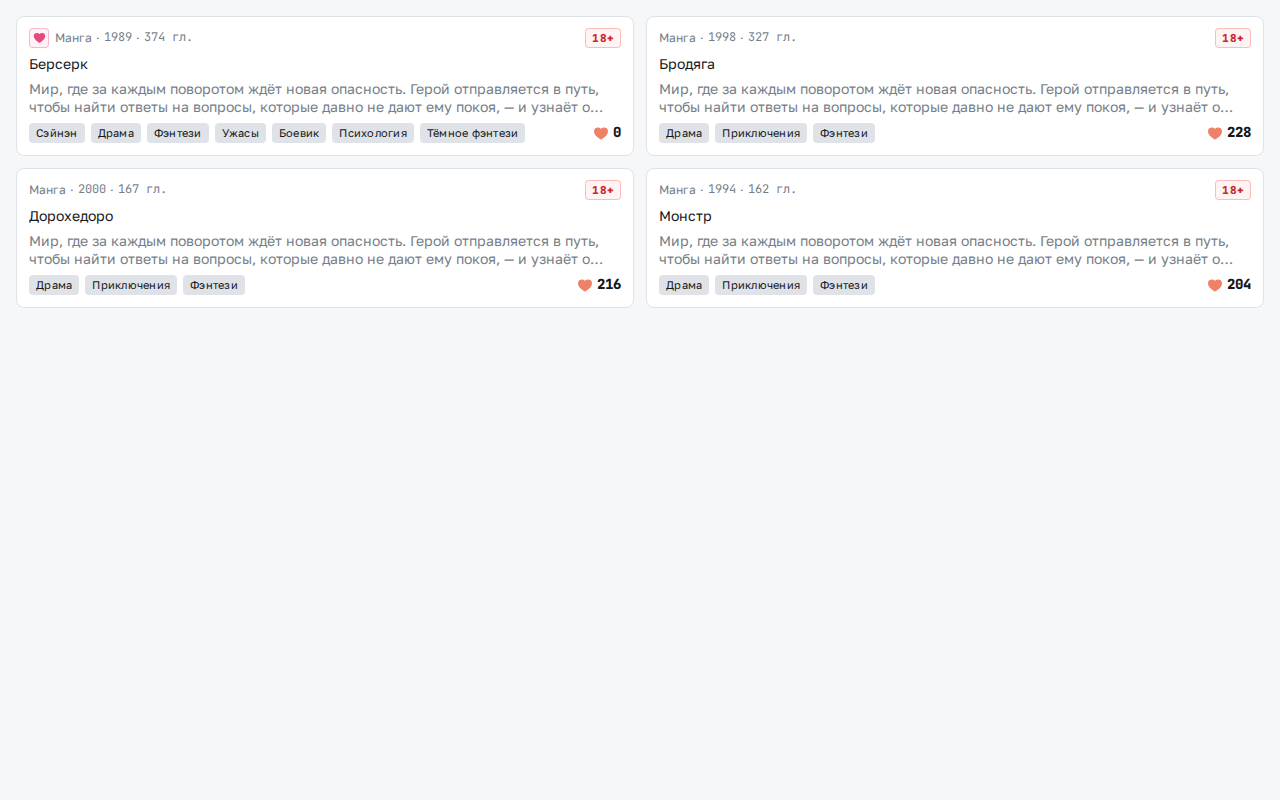 Манга · 1989 · 374 гл. 18+
Берсерк
Мир, где за каждым поворотом ждёт новая опасность. Герой отправляется в путь,
чтобы найти ответы на вопросы, которые давно не дают ему покоя, — и узнаёт о...
Сэйнэн Драма Фэнтези Ужасы Боевик Психология Тёмное фэнтези 0
Манга · 1998 · 327 гл. 18+
Бродяга
Мир, где за каждым поворотом ждёт новая опасность. Герой отправляется в путь,
чтобы найти ответы на вопросы, которые давно не дают ему покоя, — и узнаёт о...
Драма Приключения Фэнтези 228
Манга · 2000 · 167 гл. 18+
Дорохедоро
Мир, где за каждым поворотом ждёт новая опасность. Герой отправляется в путь,
чтобы найти ответы на вопросы, которые давно не дают ему покоя, — и узнаёт о...
Драма Приключения Фэнтези 216
Манга · 1994 · 162 гл. 18+
Монстр
Мир, где за каждым поворотом ждёт новая опасность. Герой отправляется в путь,
чтобы найти ответы на вопросы, которые давно не дают ему покоя, — и узнаёт о...
Драма Приключения Фэнтези 204